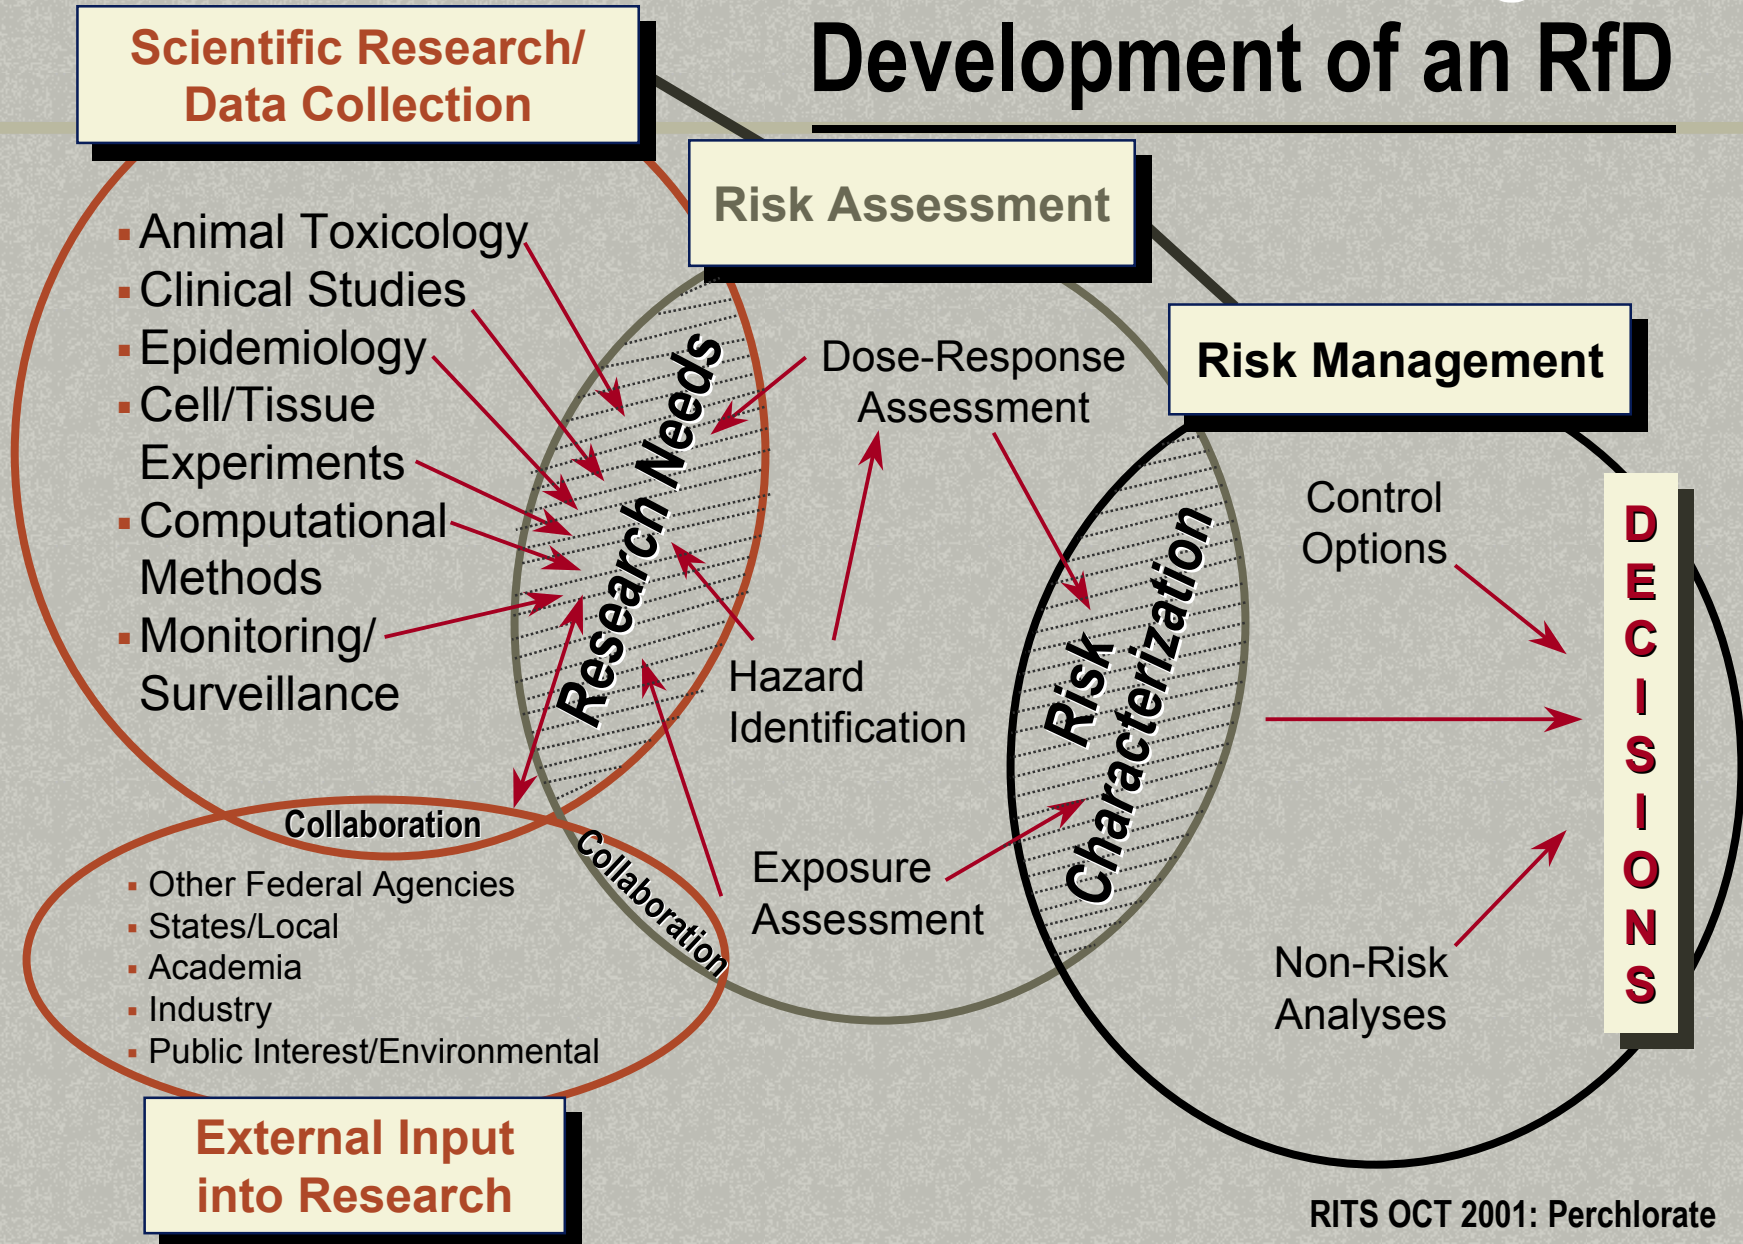 Development of an RfD
Scientific Research/
Data Collection
Risk Assessment
Risk Management
Animal Toxicology
Clinical Studies
Epidemiology
Cell/Tissue
Experiments
Computational
Methods
Monitoring/
Surveillance
Research Needs
Dose-Response
Assessment
Hazard
Identification
Exposure
Assessment
Risk
Characterization
Control
Options
Non-Risk
Analyses
DECISIONS
Collaboration
Collaboration
Other Federal Agencies
States/Local
Academia
Industry
Public Interest/Environmental
External Input
into Research
RITS OCT 2001: Perchlorate